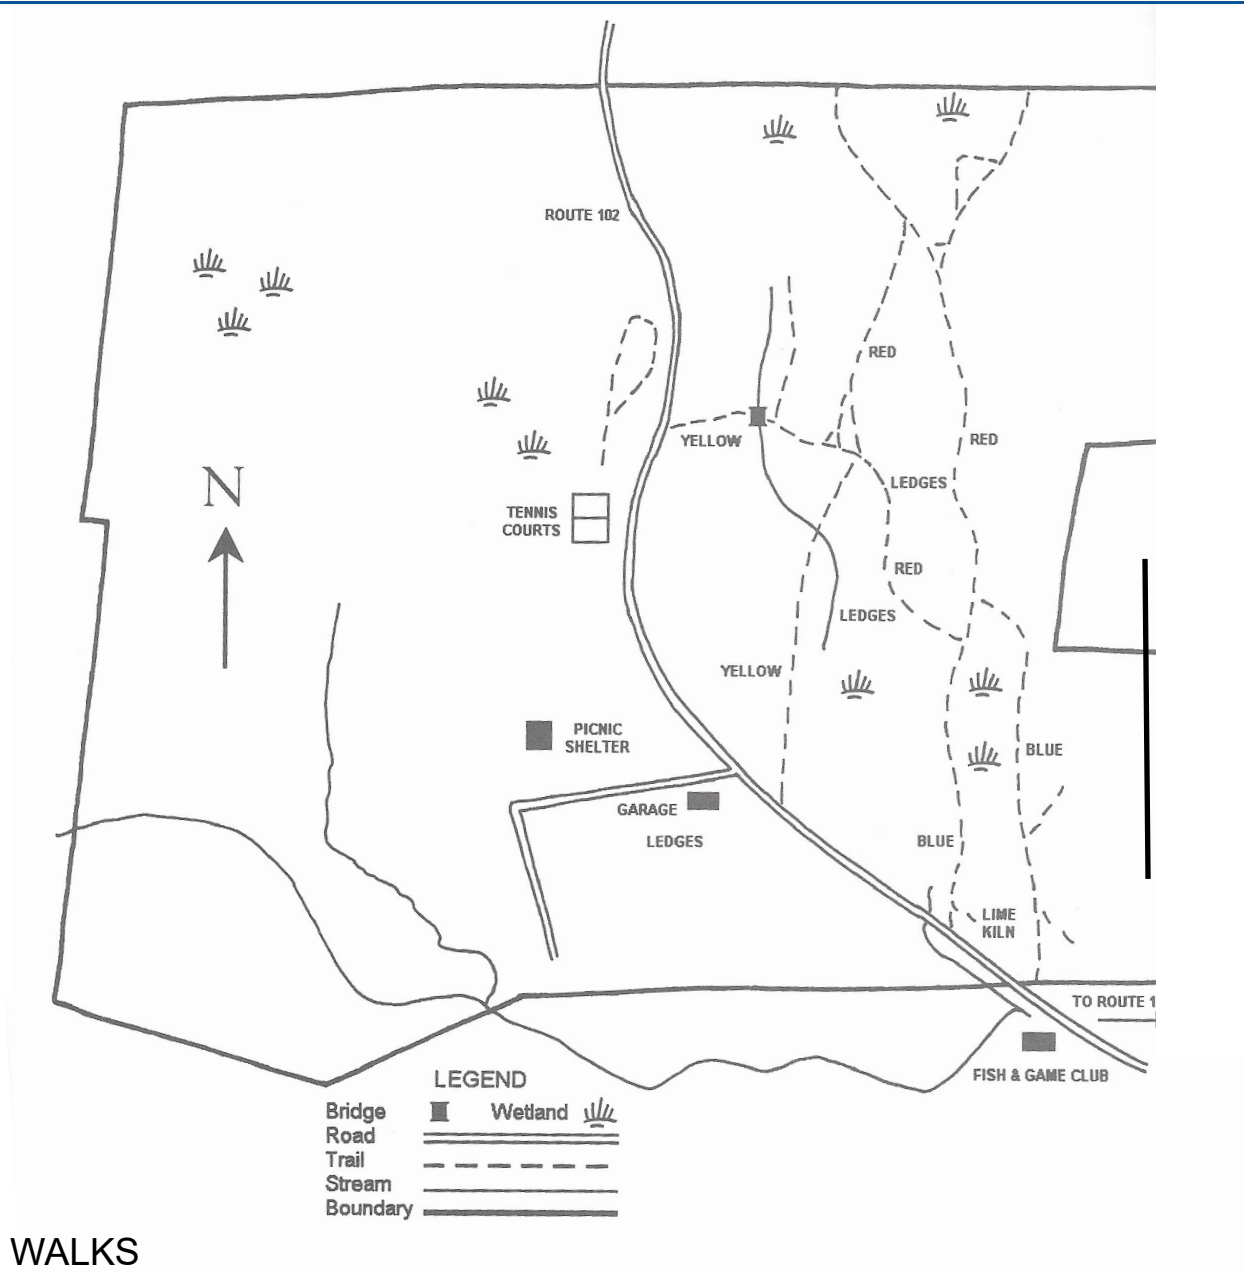 ROUTE 102
RED
YELLOW
RED
LEDGES
N
TENNIS
COURTS
RED
LEDGES
YELLOW
PICNIC
SHELTER
BLUE
GARAGE
LEDGES
BLUE
LIME
KILN
TO ROUTE 1
FISH & GAME CLUB
LEGEND
Bridge Wetland
Road
Trail
Stream
Boundary
WALKS